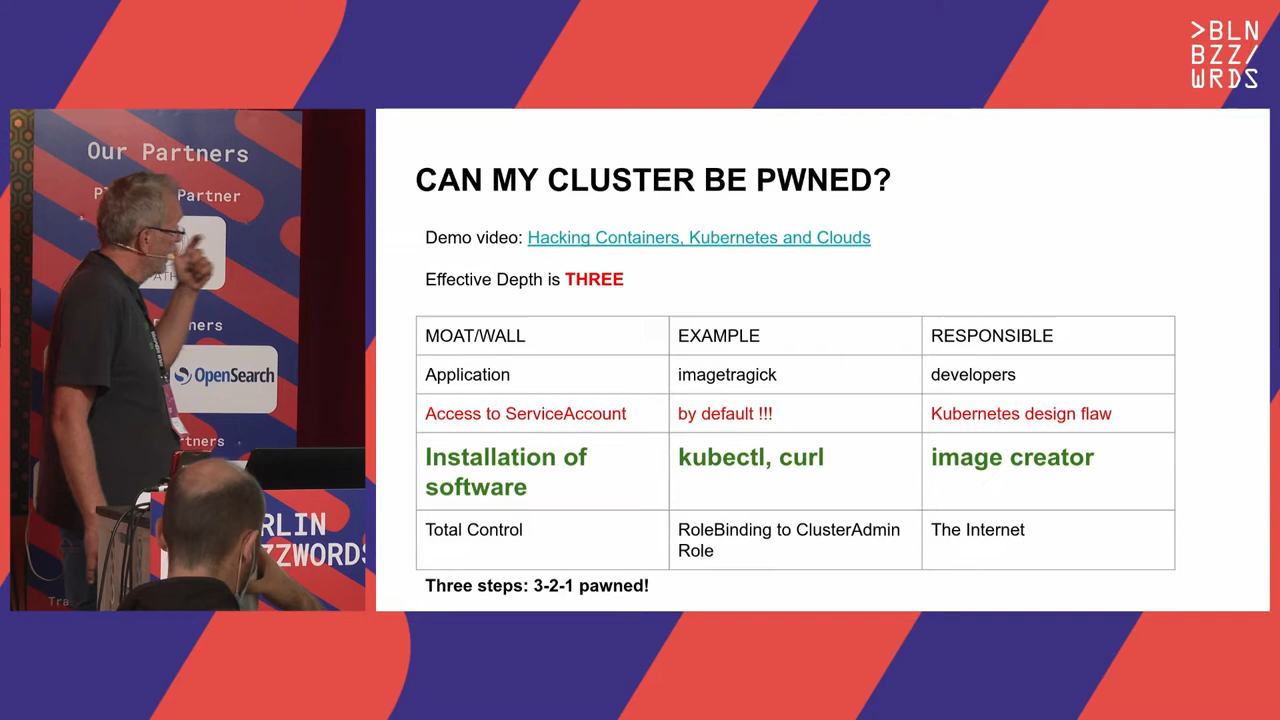 >BLN
BZZ/
WRDS
Our Partners
Partner
OpenSearch
RLIN
ZZWORDS
CAN MY CLUSTER BE PWNED?
Demo video: Hacking Containers, Kubernetes and Clouds
Effective Depth is THREE
MOAT/WALL EXAMPLE RESPONSIBLE
Application imagetragick developers
Access to ServiceAccount by default !!! Kubernetes design flaw
Installation of software kubectl, curl image creator
Total Control RoleBinding to ClusterAdmin Role The Internet
Three steps: 3-2-1 pawned!